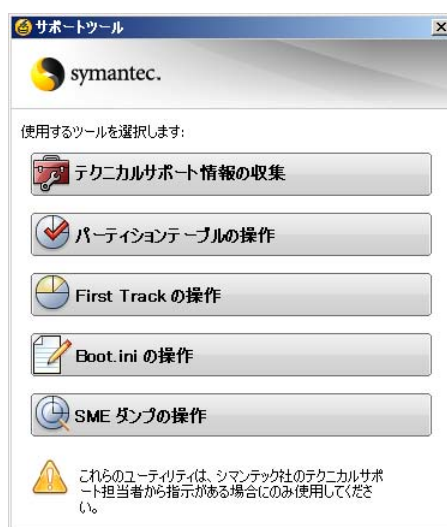 サポートツール
symantec.
使用するツールを選択します:
テクニカルサポート情報の収集
パーティションテーブルの操作
First Track の操作
Boot.ini の操作
SME ダンプの操作
これらのユーティリティは、シマンテック社のテクニカルサポ
ート担当者から指示がある場合にのみ使用してくださ
い。